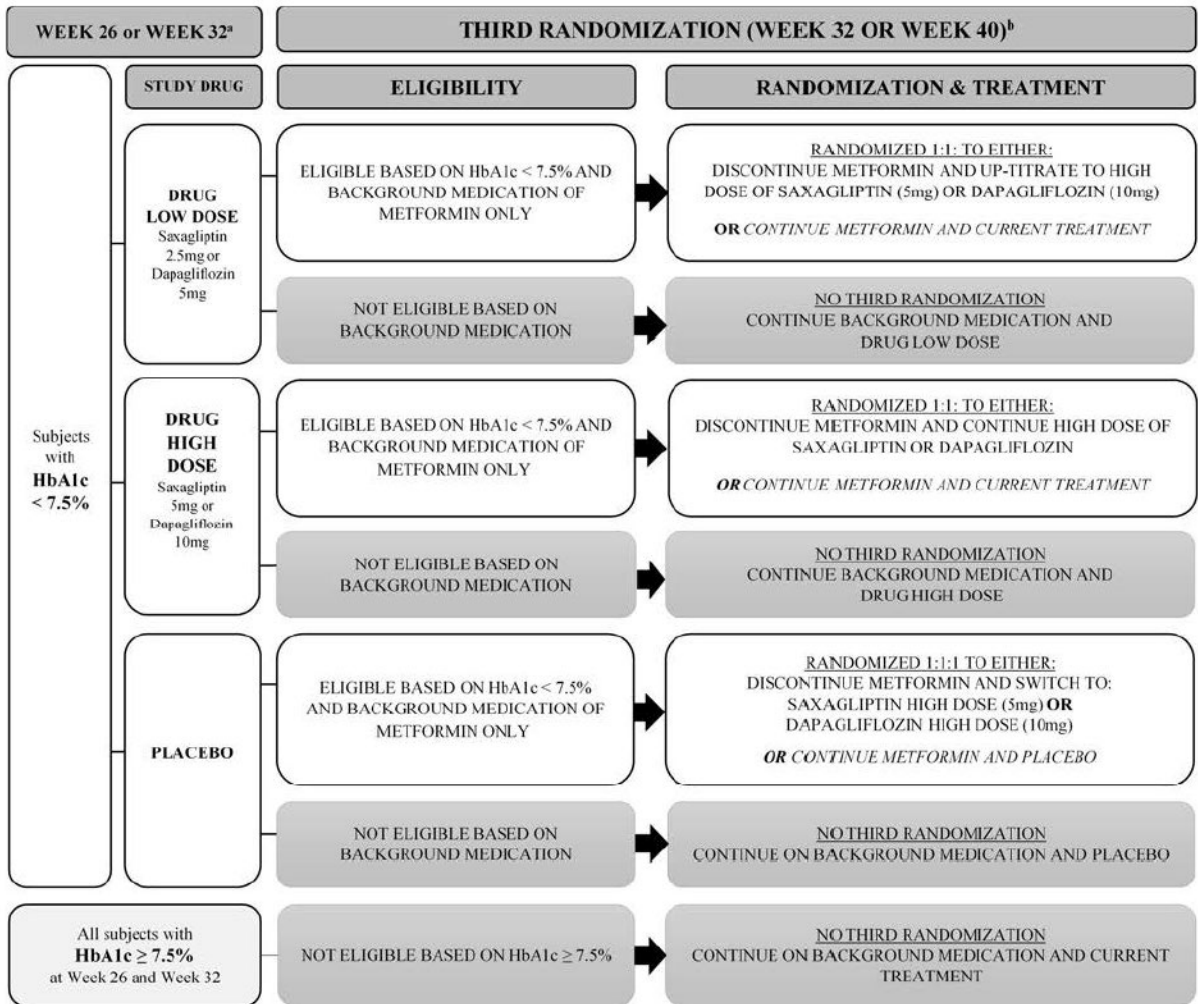 WEEK 26 or WEEK 32ᵃ
THIRD RANDOMIZATION (WEEK 32 OR WEEK 40)ᵇ
STUDY DRUG
ELIGIBILITY
RANDOMIZATION & TREATMENT
Subjects
with
HbA1c
< 7.5%
DRUG
LOW DOSE
Saxagliptin
2.5mg or
Dapagliflozin
5mg
ELIGIBLE BASED ON HbA1c < 7.5% AND
BACKGROUND MEDICATION OF
METFORMIN ONLY
RANDOMIZED 1:1: TO EITHER:
DISCONTINUE METFORMIN AND UP-TITRATE TO HIGH
DOSE OF SAXAGLIPTIN (5mg) OR DAPAGLIFLOZIN (10mg)
OR CONTINUE METFORMIN AND CURRENT TREATMENT
NOT ELIGIBLE BASED ON
BACKGROUND MEDICATION
NO THIRD RANDOMIZATION
CONTINUE BACKGROUND MEDICATION AND
DRUG LOW DOSE
DRUG
HIGH
DOSE
Saxagliptin
5mg or
Dapagliflozin
10mg
ELIGIBLE BASED ON HbA1c < 7.5% AND
BACKGROUND MEDICATION OF
METFORMIN ONLY
RANDOMIZED 1:1: TO EITHER:
DISCONTINUE METFORMIN AND CONTINUE HIGH DOSE OF
SAXAGLIPTIN OR DAPAGLIFLOZIN
OR CONTINUE METFORMIN AND CURRENT TREATMENT
NOT ELIGIBLE BASED ON
BACKGROUND MEDICATION
NO THIRD RANDOMIZATION
CONTINUE BACKGROUND MEDICATION AND
DRUG HIGH DOSE
PLACEBO
ELIGIBLE BASED ON HbA1c < 7.5%
AND BACKGROUND MEDICATION OF
METFORMIN ONLY
RANDOMIZED 1:1:1 TO EITHER:
DISCONTINUE METFORMIN AND SWITCH TO:
SAXAGLIPTIN HIGH DOSE (5mg) OR
DAPAGLIFLOZIN HIGH DOSE (10mg)
OR CONTINUE METFORMIN AND PLACEBO
NOT ELIGIBLE BASED ON
BACKGROUND MEDICATION
NO THIRD RANDOMIZATION
CONTINUE ON BACKGROUND MEDICATION AND PLACEBO
All subjects with
HbA1c ≥ 7.5%
at Week 26 and Week 32
NOT ELIGIBLE BASED ON HbA1c ≥ 7.5%
NO THIRD RANDOMIZATION
CONTINUE ON BACKGROUND MEDICATION AND CURRENT
TREATMENT